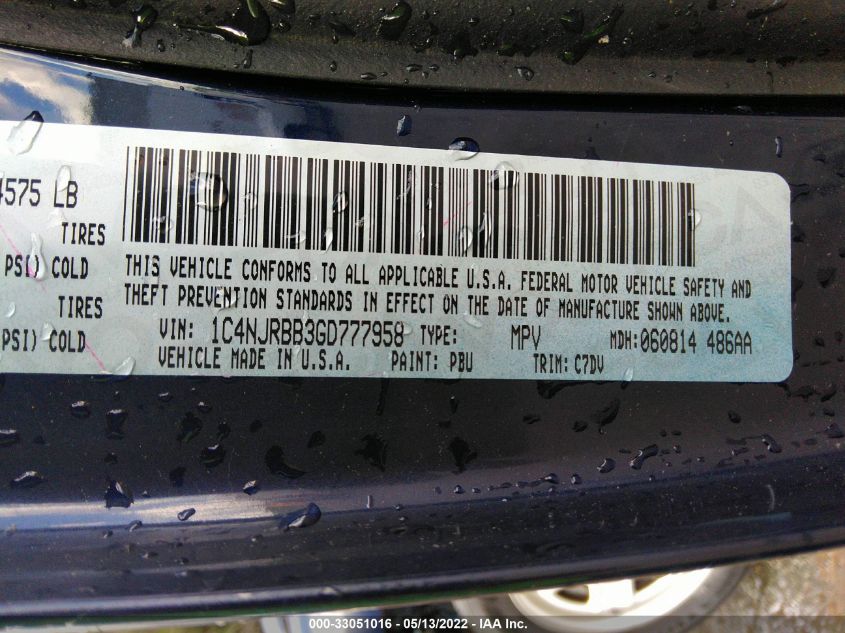 4575 LB
TIRES
PSI) COLD
TIRES
PSI) COLD
THIS VEHICLE CONFORMS TO ALL APPLICABLE U.S.A. FEDERAL MOTOR VEHICLE SAFETY AND
THEFT PREVENTION STANDARDS IN EFFECT ON THE DATE OF MANUFACTURE SHOWN ABOVE.
VIN: 1C4NJRBB3GD777958 TYPE: MPV MDH:060814 486AA
VEHICLE MADE IN U.S.A. PAINT: PBU TRIM: C7DV
000-33051016 - 05/13/2022 - IAA Inc.